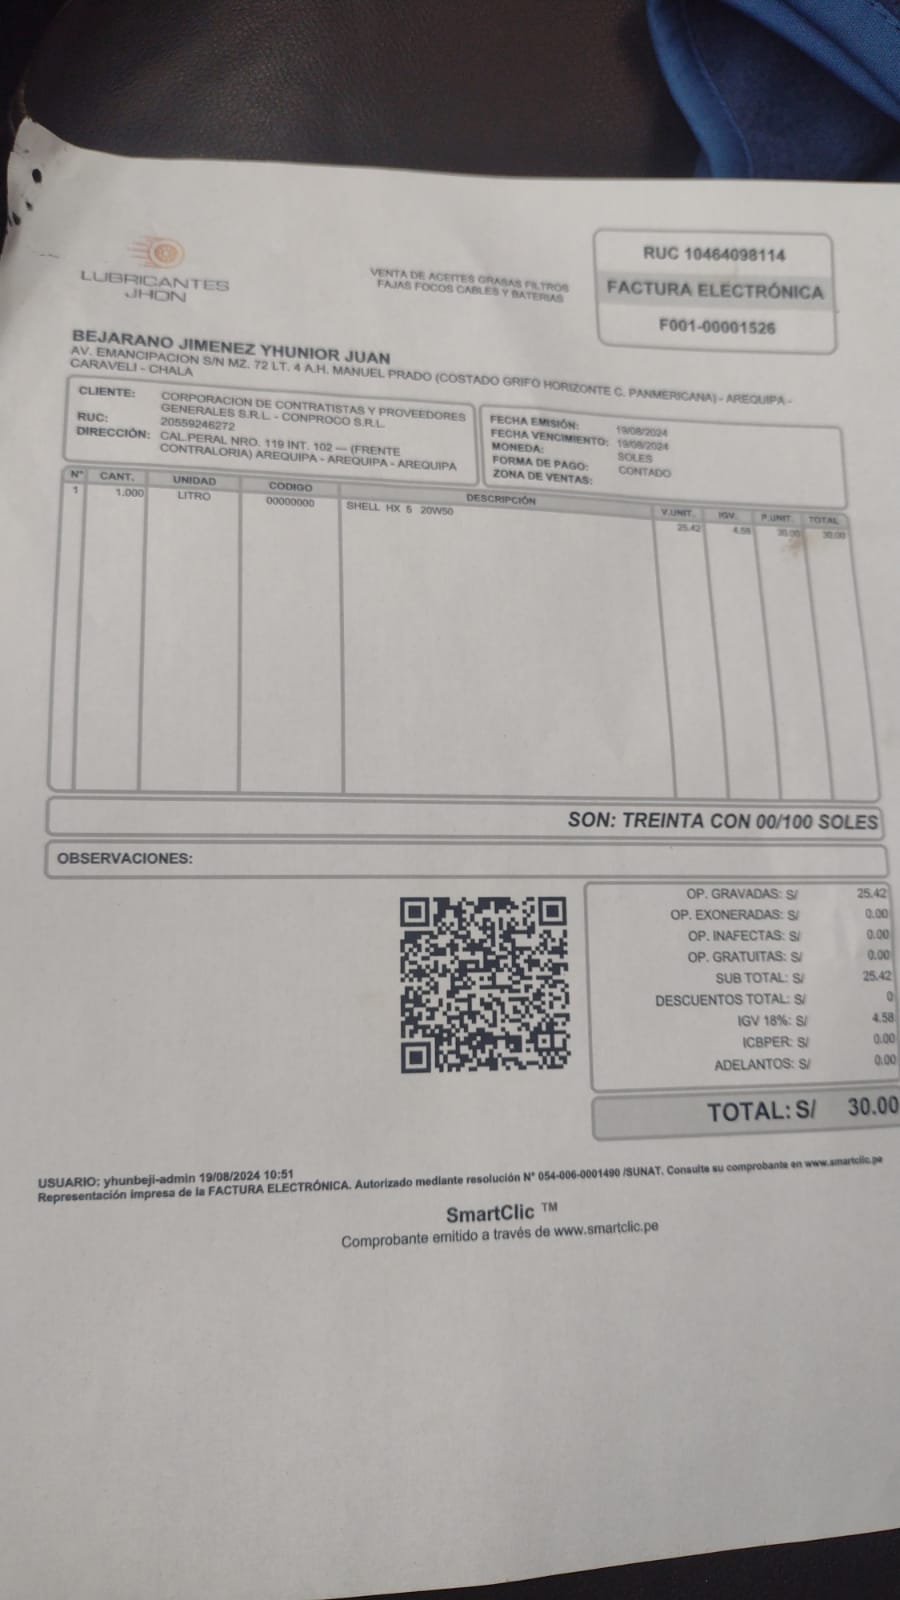 LUBRICANTES
JHON
VENTA DE ACEITES GRASAS FILTROS
FAJAS FOCOS CABLES Y BATERIAS
RUC 10464098114
FACTURA ELECTRÓNICA
F001-00001526
BEJARANO JIMENEZ YHUNIOR JUAN
AV. EMANCIPACION S/N MZ. 72 LT. 4 A.H. MANUEL PRADO (COSTADO GRIFO HORIZONTE C. PANMERICANA) - AREQUIPA -
CARAVELI - CHALA
CLIENTE: CORPORACION DE CONTRATISTAS Y PROVEEDORES
GENERALES S.R.L. - CONPROCO S.R.L.
RUC: 20559246272
DIRECCIÓN: CAL.PERAL NRO. 119 INT. 102 --- (FRENTE
CONTRALORIA) AREQUIPA - AREQUIPA - AREQUIPA
FECHA EMISIÓN: 19/08/2024
FECHA VENCIMIENTO: 19/08/2024
MONEDA: SOLES
FORMA DE PAGO: CONTADO
ZONA DE VENTAS:
N° CANT. UNIDAD CODIGO DESCRIPCIÓN V.UNIT. IGV. P.UNIT. TOTAL
1 1.000 LITRO 00000000 SHELL HX 5 20W50 25.42 4.58 30.00 30.00
SON: TREINTA CON 00/100 SOLES
OBSERVACIONES:
OP. GRAVADAS: S/ 25.42
OP. EXONERADAS: S/ 0.00
OP. INAFECTAS: S/ 0.00
OP. GRATUITAS: S/ 0.00
SUB TOTAL: S/ 25.42
DESCUENTOS TOTAL: S/ 0
IGV 18%: S/ 4.58
ICBPER: S/ 0.00
ADELANTOS: S/ 0.00
TOTAL: S/ 30.00
USUARIO: yhunbeji-admin 19/08/2024 10:51
Representación impresa de la FACTURA ELECTRÓNICA. Autorizado mediante resolución N° 054-006-0001490 /SUNAT. Consulte su comprobante en www.smartclic.pe
SmartClic ™
Comprobante emitido a través de www.smartclic.pe